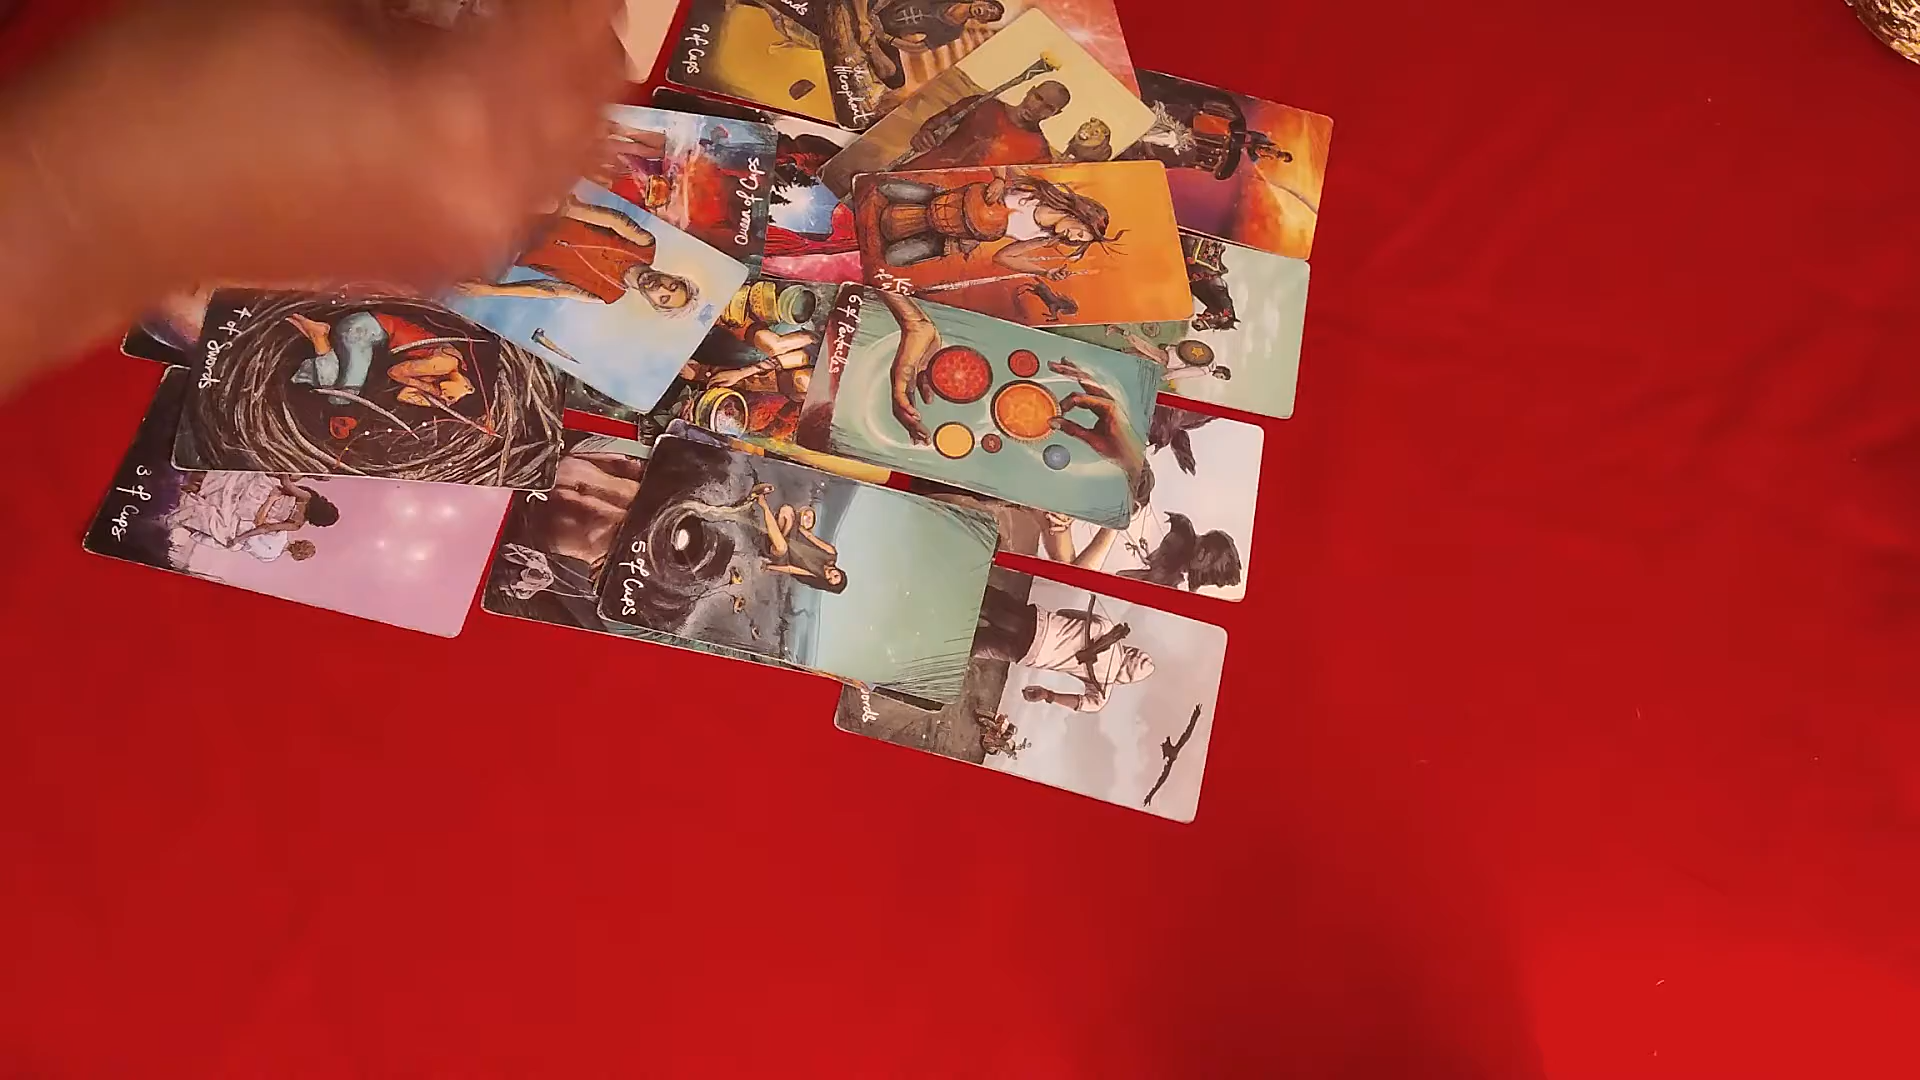 9 of Cups
the Hierophant
Queen of Cups
6 of Pentacles
4 of Swords
3 of Cups
5 of Cups